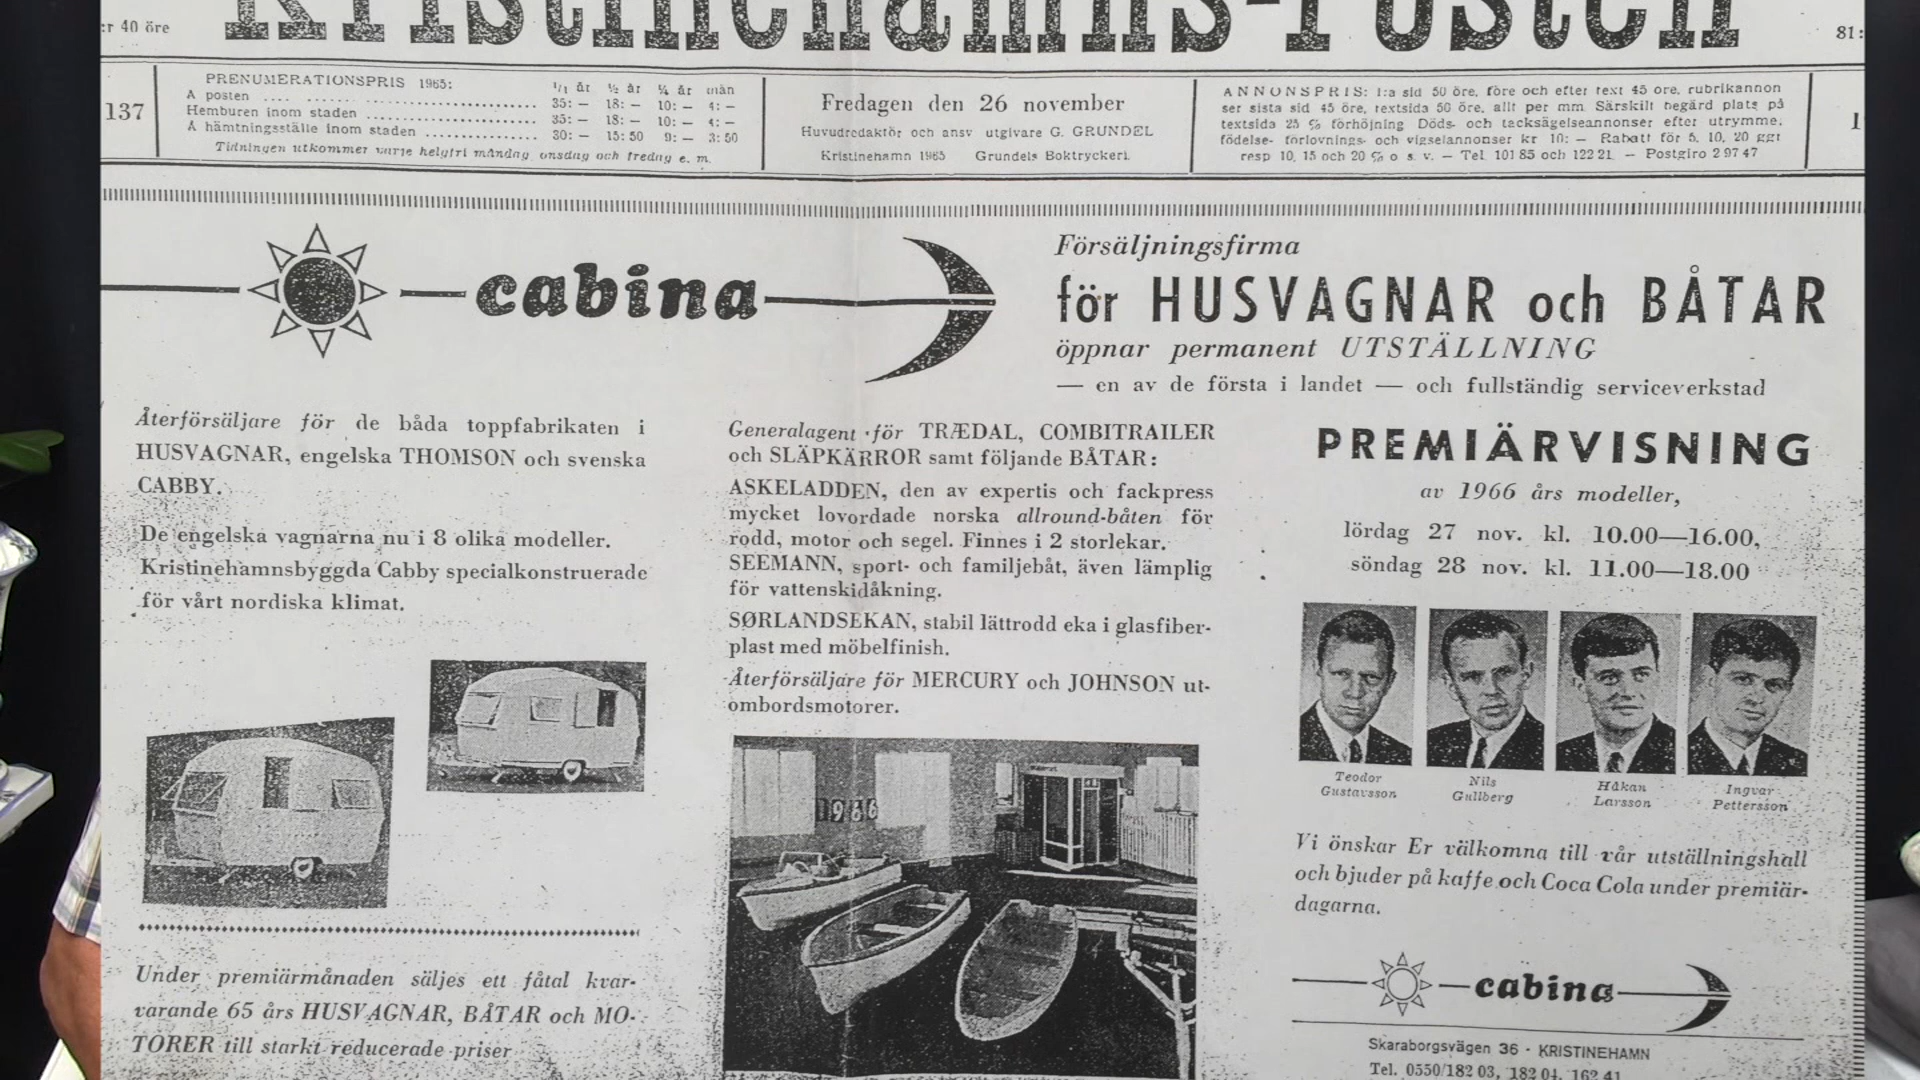 Kristinehamns-Posten
:r 40 öre
81:
137
PRENUMERATIONSPRIS 1965:
1/1 år ½ år ¼ år mån
A posten .... 35:— 18:— 10:— 4:—
Hemburen inom staden .... 35:— 18:— 10:— 4:—
A hämtningsställe inom staden .... 30:— 15:50 9:— 3:50
Tidningen utkommer varje helgfri måndag, onsdag och fredag e. m.
Fredagen den 26 november
Huvudredaktör och ansv utgivare G. GRUNDEL
Kristinehamn 1965 Grundels Boktryckeri.
ANNONSPRIS: 1:a sid 50 öre, före och efter text 45 öre, rubrikannon
ser sista sid 45 öre, textsida 50 öre, allt per mm Särskilt begärd plats på
textsida 25 % förhöjning Döds- och tacksägelseannonser efter utrymme,
födelse- förlovnings- och vigselannonser kr 10:— Rabatt för 5, 10, 20 ggr
resp 10, 15 och 20 % o s. v. — Tel 101 85 och 122 21 — Postgiro 2 97 47
1
cabina
Försäljningsfirma
för HUSVAGNAR och BÅTAR
öppnar permanent UTSTÄLLNING
— en av de första i landet — och fullständig serviceverkstad
Återförsäljare för de båda toppfabrikaten i
HUSVAGNAR, engelska THOMSON och svenska
CABBY.
De engelska vagnarna nu i 8 olika modeller.
Kristinehamnsbyggda Cabby specialkonstruerade
för vårt nordiska klimat.
Under premiärmånaden säljes ett fåtal kvar-
varande 65 års HUSVAGNAR, BÅTAR och MO-
TORER till starkt reducerade priser
Generalagent för TRÆDAL, COMBITRAILER
och SLÄPKÄRROR samt följande BÅTAR:
ASKELADDEN, den av expertis och fackpress
mycket lovordade norska allround-båten för
rodd, motor och segel. Finnes i 2 storlekar.
SEEMANN, sport- och familjebåt, även lämplig
för vattenskidåkning.
SØRLANDSEKAN, stabil lättrodd eka i glasfiber-
plast med möbelfinish.
Återförsäljare för MERCURY och JOHNSON ut-
ombordsmotorer.
1966
PREMIÄRVISNING
av 1966 års modeller,
lördag 27 nov. kl. 10.00—16.00,
söndag 28 nov. kl. 11.00—18.00
Teodor Gustavsson
Nils Gullberg
Håkan Larsson
Ingvar Pettersson
Vi önskar Er välkomna till vår utställningshall
och bjuder på kaffe och Coca Cola under premiär-
dagarna.
cabina
Skaraborgsvägen 36 · KRISTINEHAMN
Tel. 0550/182 03, 182 04, 162 41